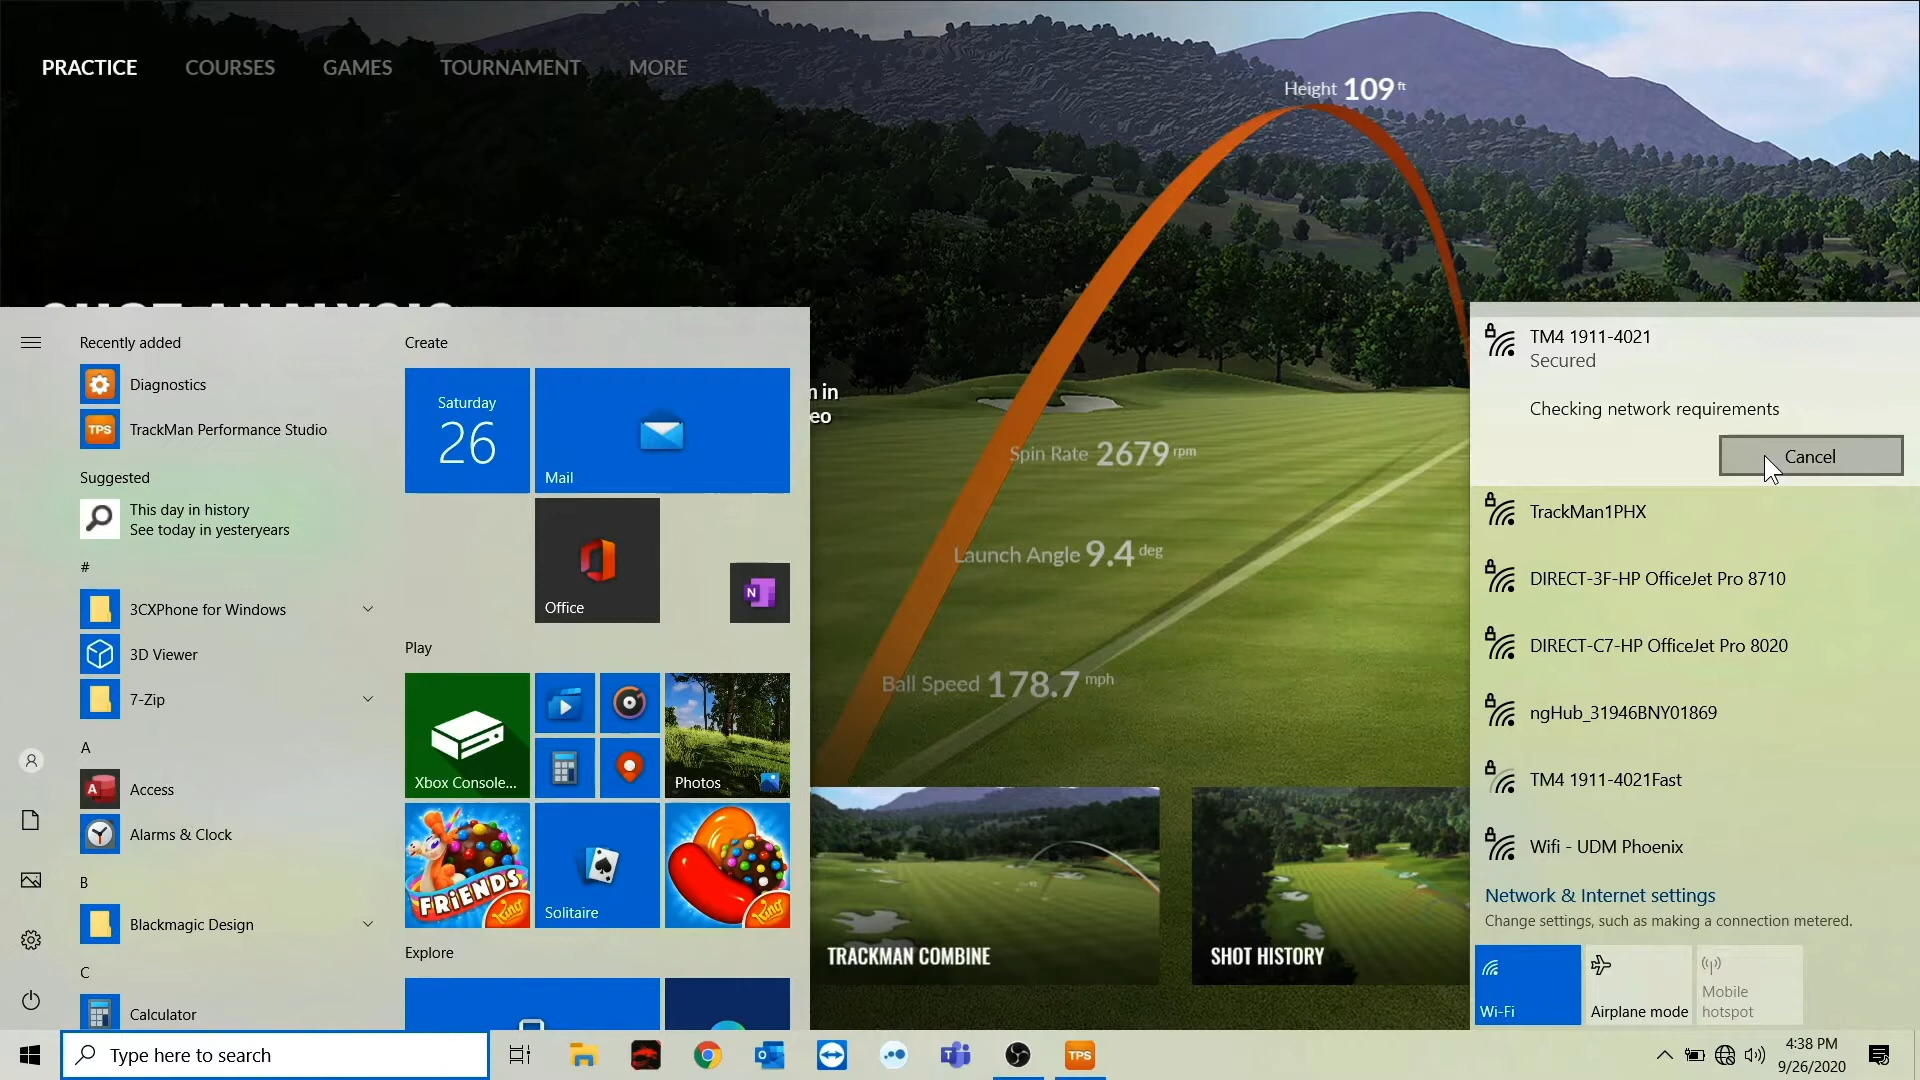 PRACTICE
COURSES
GAMES
TOURNAMENT
MORE
Height 109 ft
Spin Rate 2679 rpm
Launch Angle 9.4 deg
Ball Speed 178.7 mph
n in
eo
TRACKMAN COMBINE
SHOT HISTORY
Recently added
Diagnostics
TPS
TrackMan Performance Studio
Suggested
This day in history
See today in yesteryears
#
3CXPhone for Windows
3D Viewer
7-Zip
A
Access
Alarms & Clock
B
Blackmagic Design
C
Calculator
Create
Saturday
26
Mail
Office
N
Play
Xbox Console...
Photos
FRIENDS
King
Solitaire
King
Explore
TM4 1911-4021
Secured
Checking network requirements
Cancel
TrackMan1PHX
DIRECT-3F-HP OfficeJet Pro 8710
DIRECT-C7-HP OfficeJet Pro 8020
ngHub_31946BNY01869
TM4 1911-4021Fast
Wifi - UDM Phoenix
Network & Internet settings
Change settings, such as making a connection metered.
Wi-Fi
Airplane mode
Mobile
hotspot
Type here to search
TPS
4:38 PM
9/26/2020